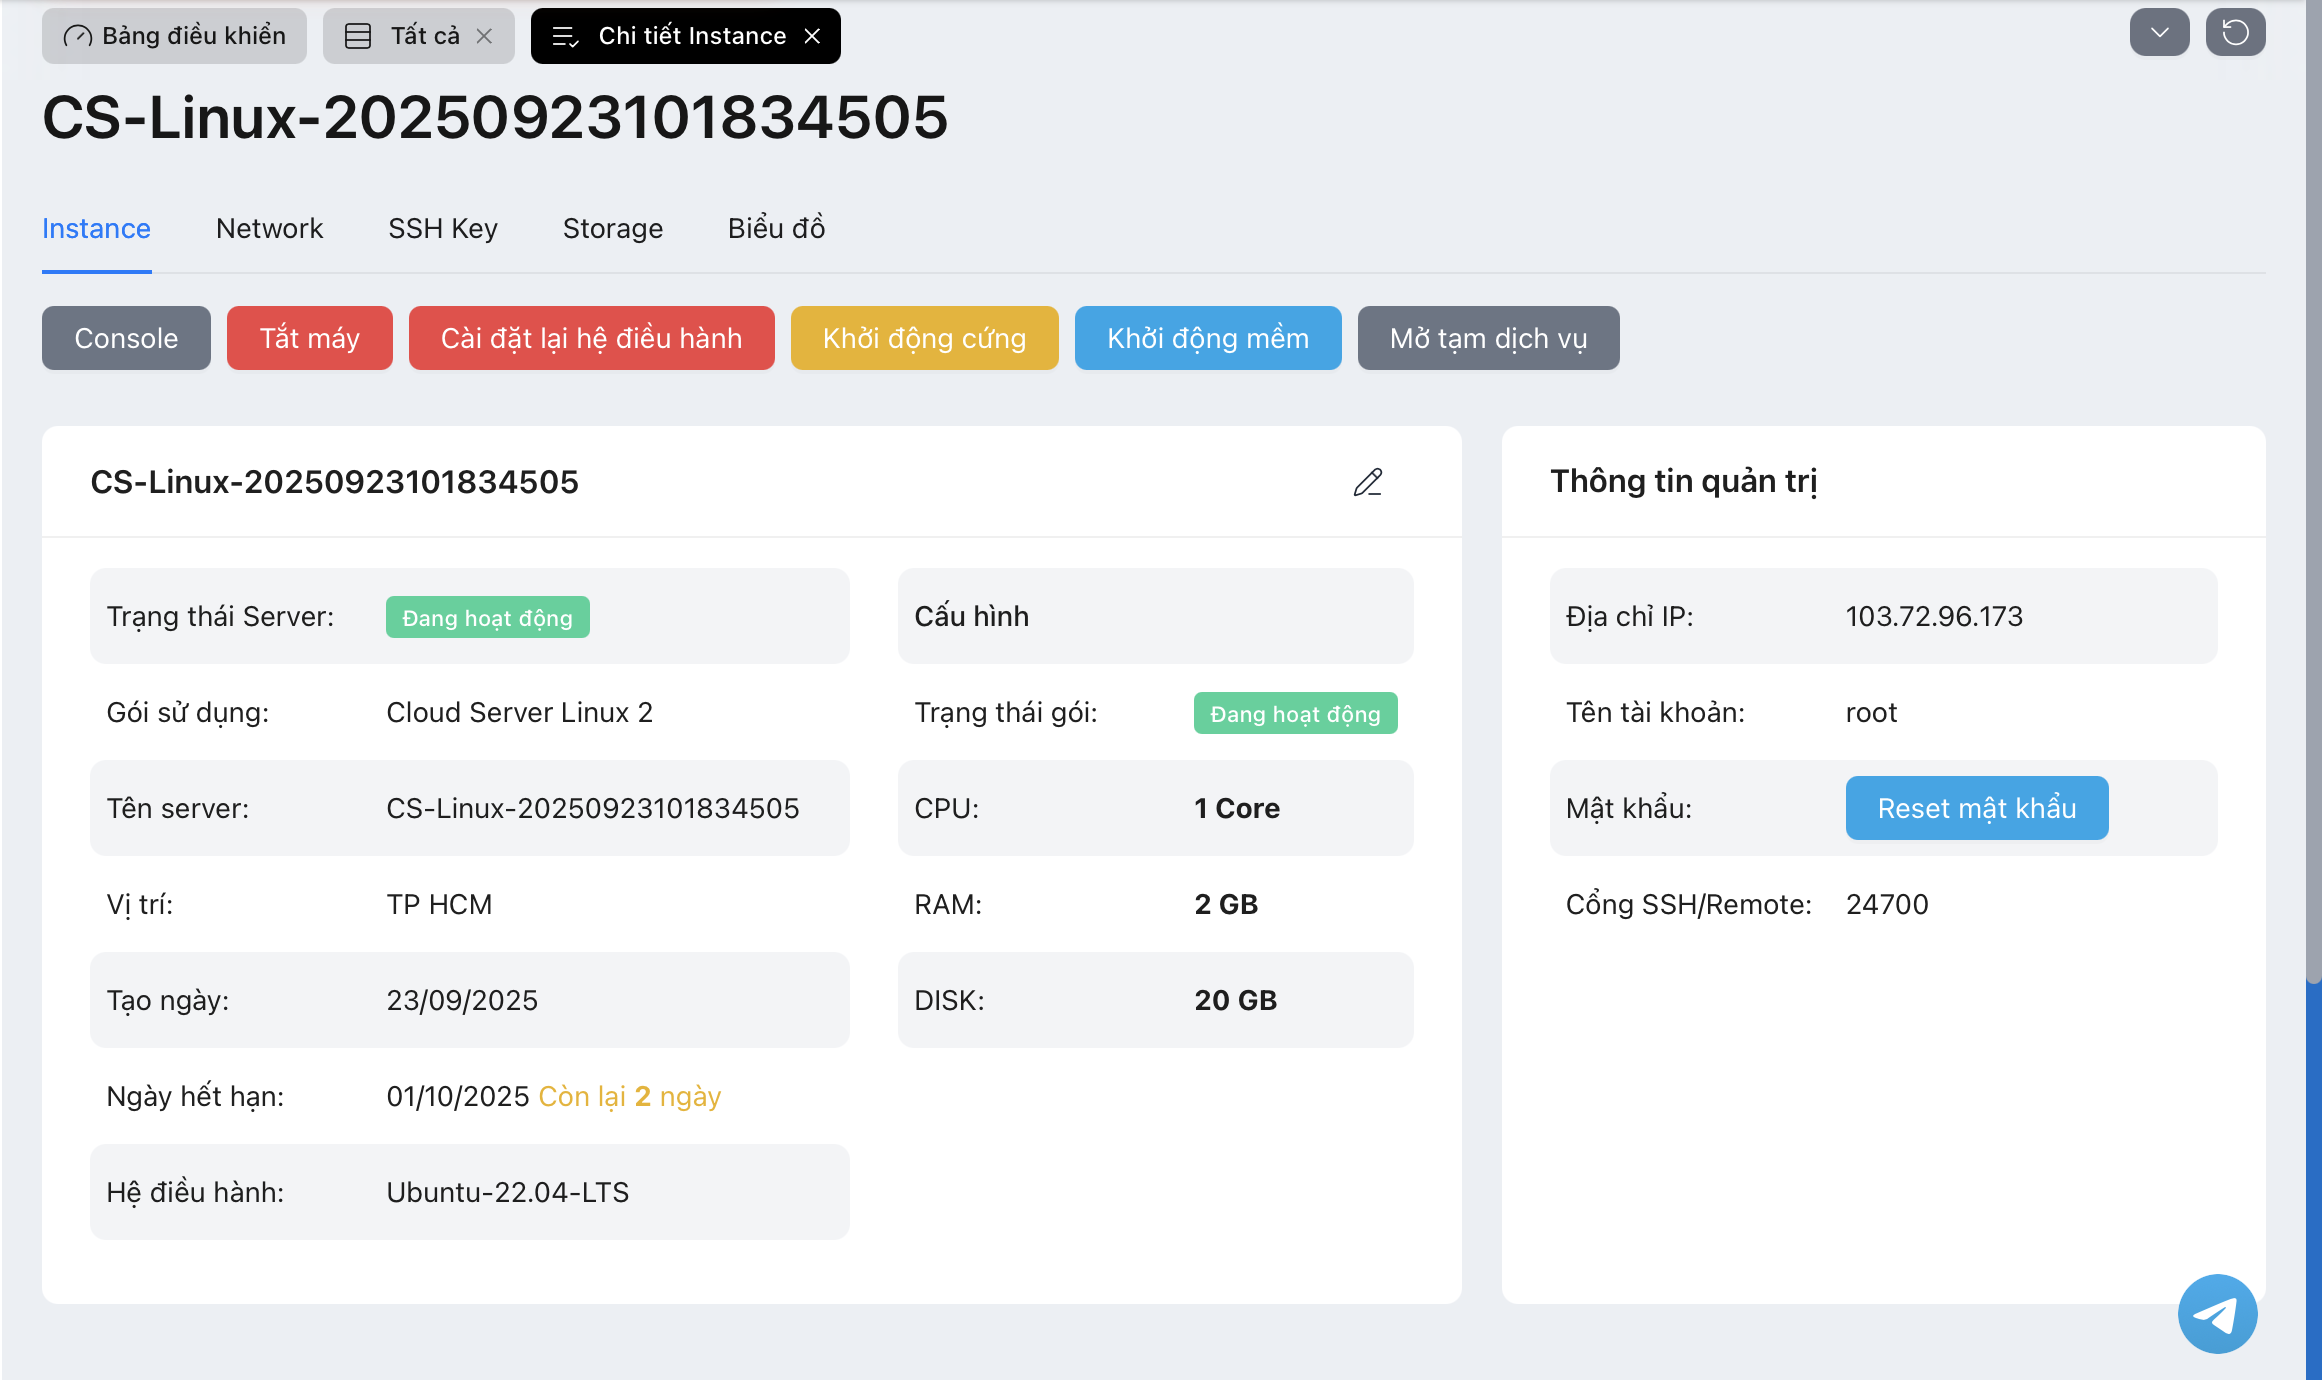 Bảng điều khiển
Tất cả
Chi tiết Instance
CS-Linux-20250923101834505
Instance
Network
SSH Key
Storage
Biểu đồ
Console
Tắt máy
Cài đặt lại hệ điều hành
Khởi động cứng
Khởi động mềm
Mở tạm dịch vụ
CS-Linux-20250923101834505
Trạng thái Server: Đang hoạt động
Gói sử dụng: Cloud Server Linux 2
Tên server: CS-Linux-20250923101834505
Vị trí: TP HCM
Tạo ngày: 23/09/2025
Ngày hết hạn: 01/10/2025 Còn lại 2 ngày
Hệ điều hành: Ubuntu-22.04-LTS
Cấu hình
Trạng thái gói: Đang hoạt động
CPU: 1 Core
RAM: 2 GB
DISK: 20 GB
Thông tin quản trị
Địa chỉ IP: 103.72.96.173
Tên tài khoản: root
Mật khẩu: Reset mật khẩu
Cổng SSH/Remote: 24700